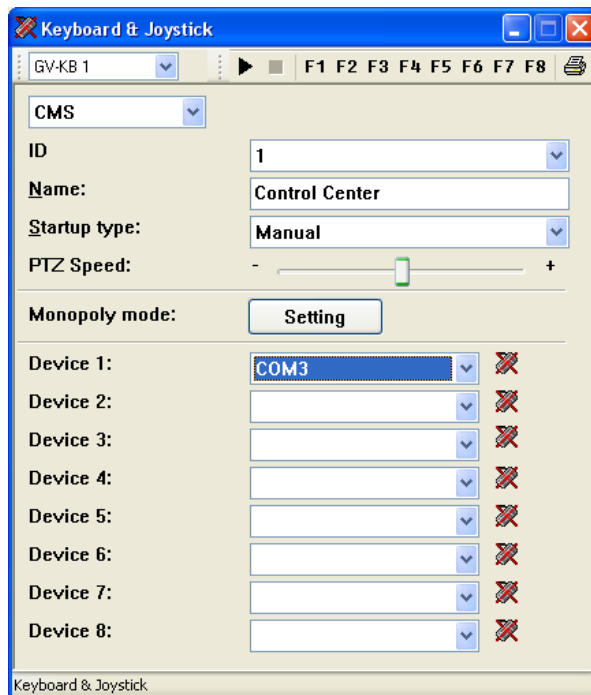 Keyboard & Joystick
GV-KB 1 F1 F2 F3 F4 F5 F6 F7 F8
CMS
ID 1
Name: Control Center
Startup type: Manual
PTZ Speed: - +
Monopoly mode: Setting
Device 1: COM3
Device 2:
Device 3:
Device 4:
Device 5:
Device 6:
Device 7:
Device 8:
Keyboard & Joystick